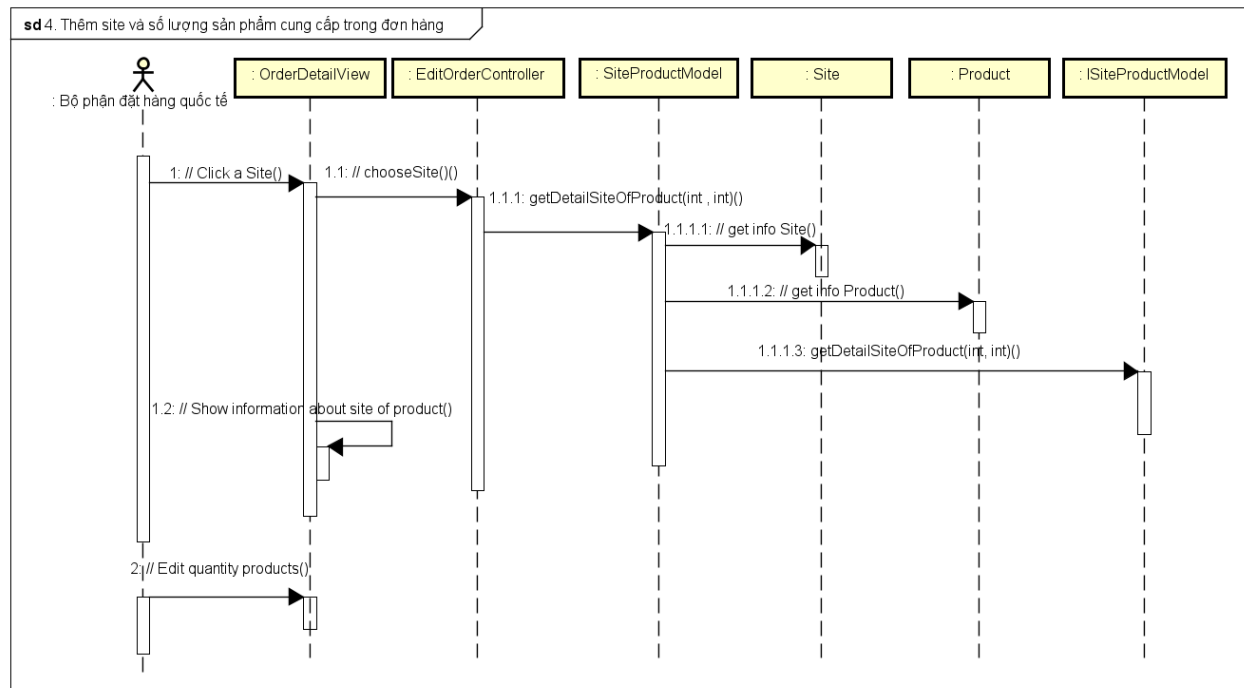 sd 4. Thêm site và số lượng sản phẩm cung cấp trong đơn hàng
: Bộ phận đặt hàng quốc tế
: OrderDetailView
: EditOrderController
: SiteProductModel
: Site
: Product
: ISiteProductModel
1: // Click a Site()
1.1: // chooseSite()()
1.1.1: getDetailSiteOfProduct(int , int)()
1.1.1.1: // get info Site()
1.1.1.2: // get info Product()
1.1.1.3: getDetailSiteOfProduct(int, int)()
1.2: // Show information about site of product()
2: // Edit quantity products()